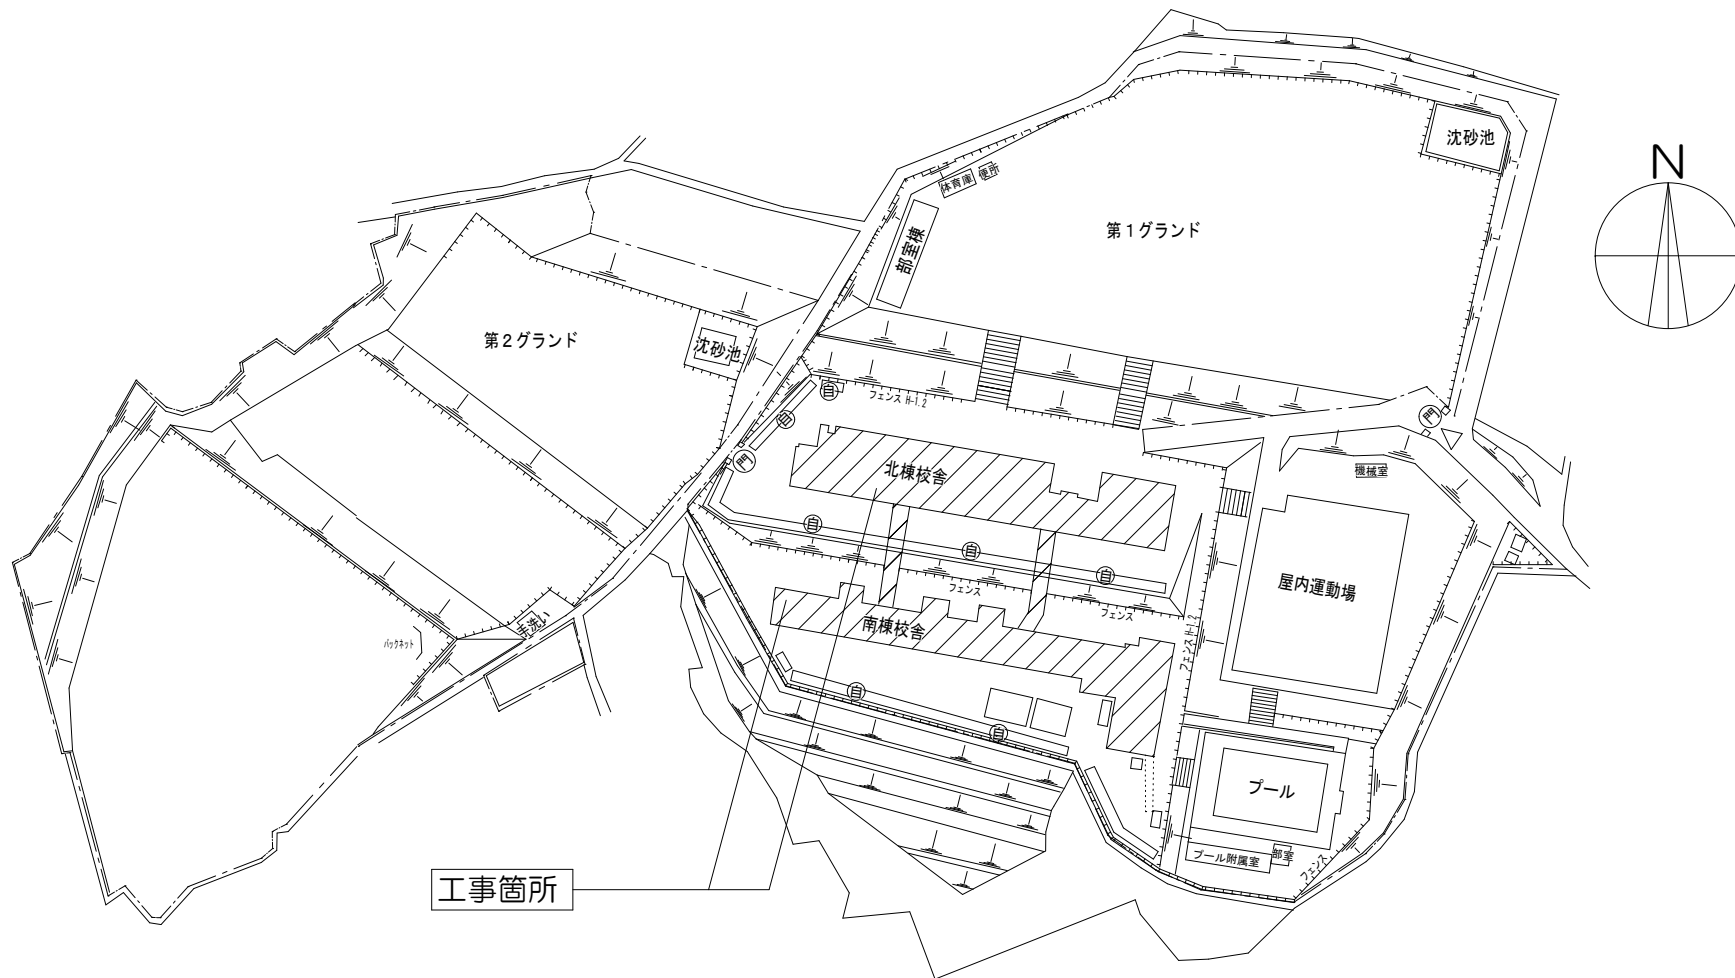 N
沈砂池
体育庫
便所
部室棟
第1グランド
第2グランド
沈砂池
自
フェンス H-1.2
自
門
門
北棟校舎
機械室
自
自
自
屋内運動場
フェンス
フェンス
手洗い
南棟校舎
バックネット
フェンス H-1.2
自
自
プール
プール附属室
部室
フェンス
工事箇所